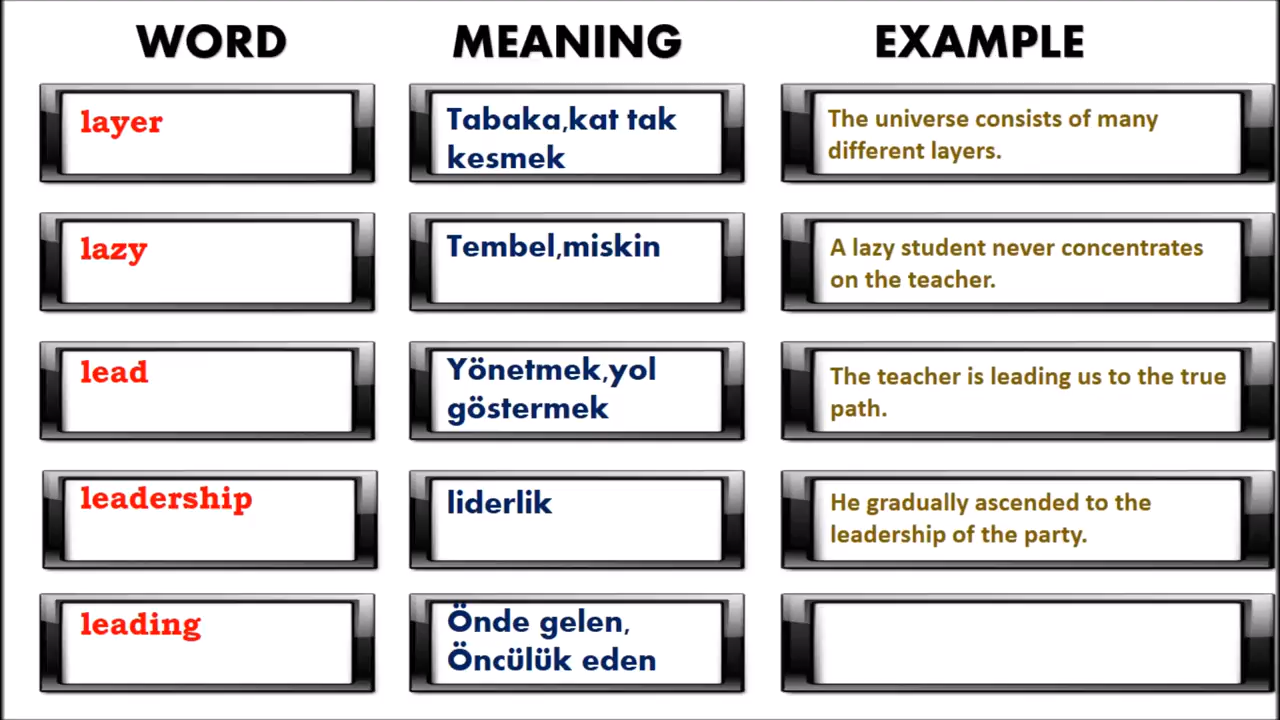 WORD MEANING EXAMPLE
layer
Tabaka,kat tak
kesmek
The universe consists of many
different layers.
lazy
Tembel,miskin
A lazy student never concentrates
on the teacher.
lead
Yönetmek,yol
göstermek
The teacher is leading us to the true
path.
leadership
liderlik
He gradually ascended to the
leadership of the party.
leading
Önde gelen,
Öncülük eden